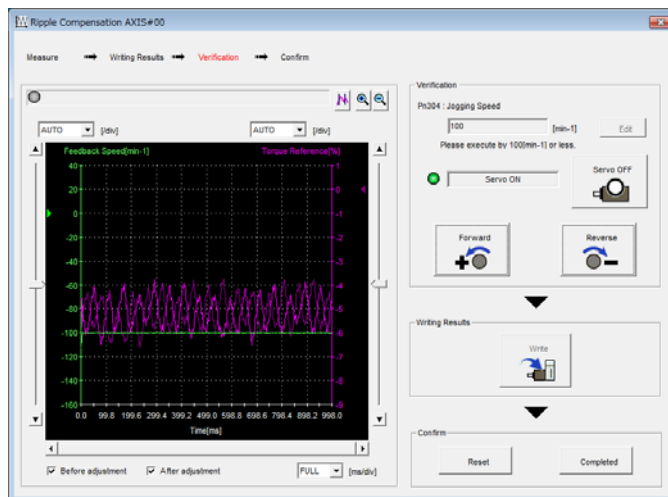 Ripple Compensation AXIS#00
Measure Writing Results Verification Confirm
AUTO [/div] AUTO [/div]
Feedback Speed[min-1] Torque Reference[%]
40 1
20 0
0 -1
-20 -2
-40 -3
-60 -4
-80 -5
-100 -6
-120 -7
-140 -8
-160 -9
0.0 99.8 199.6 299.4 399.2 499.0 598.8 698.6 798.4 898.2 998.0
Time[ms]
Before adjustment After adjustment FULL [ms/div]
Verification
Pn304 : Jogging Speed
100 [min-1] Edit
Please execute by 100[min-1] or less.
Servo ON Servo OFF
Forward Reverse
Writing Results
Write
Confirm
Reset Completed